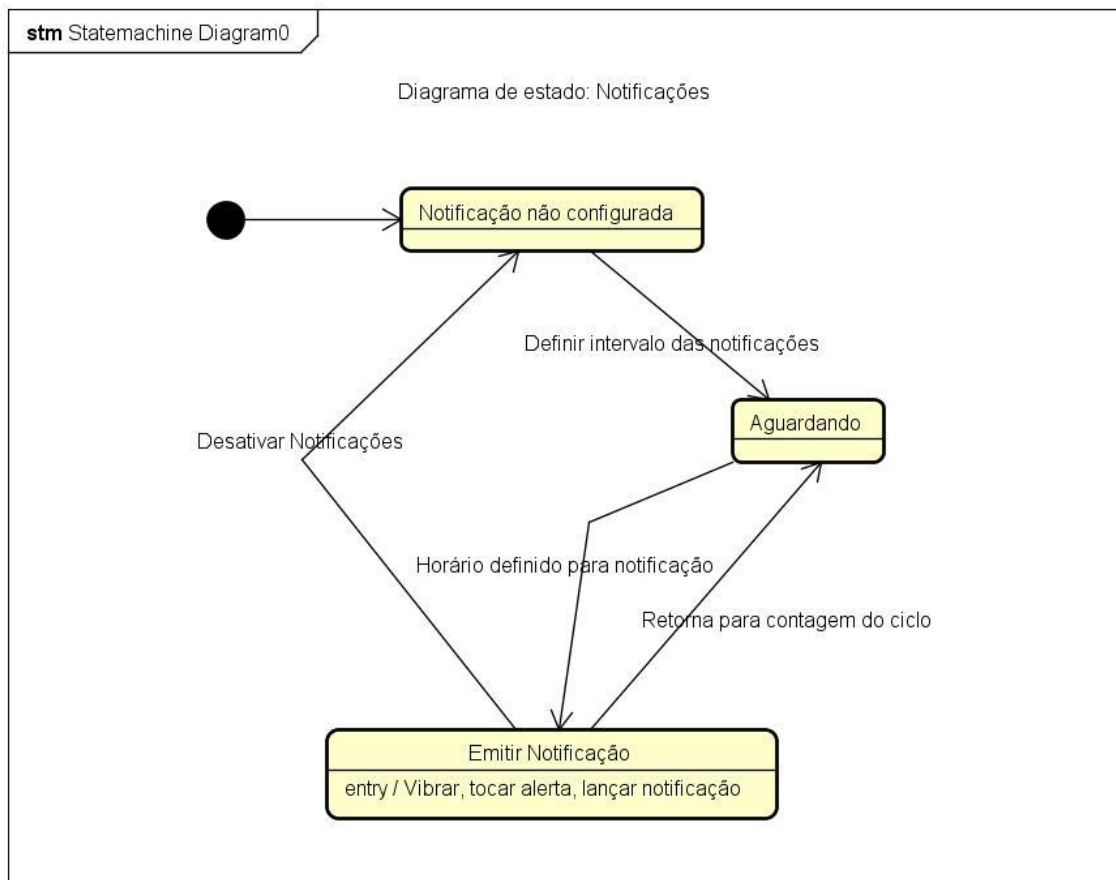 stm Statemachine Diagram0
Diagrama de estado: Notificações
Notificação não configurada
Definir intervalo das notificações
Aguardando
Desativar Notificações
Horário definido para notificação
Retorna para contagem do ciclo
Emitir Notificação
entry / Vibrar, tocar alerta, lançar notificação